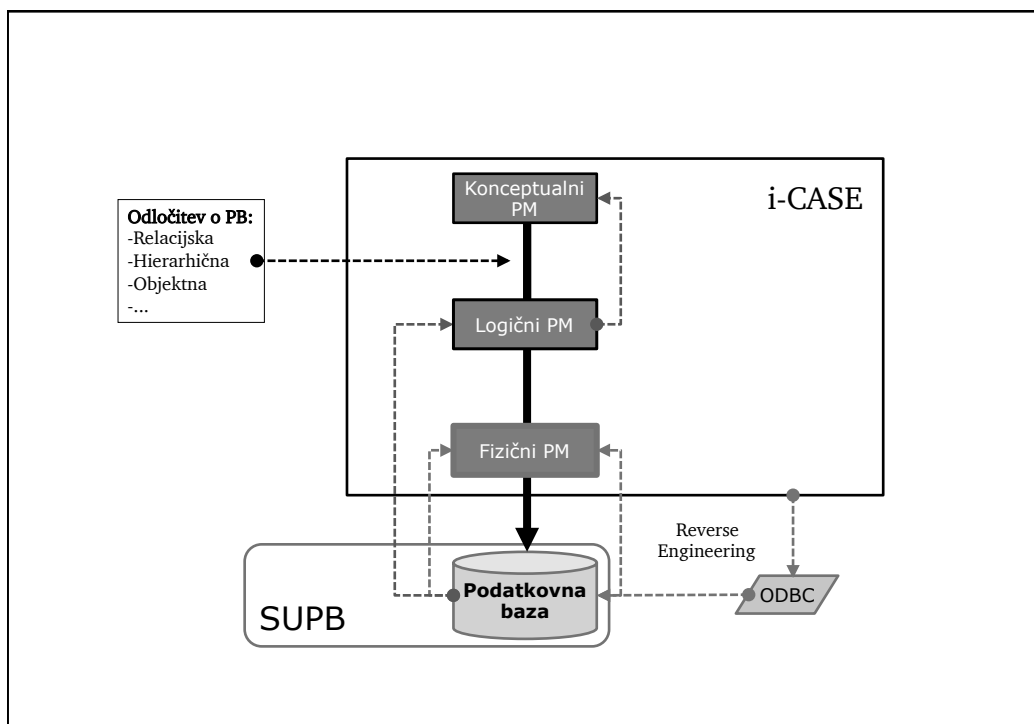 Konceptualni
PM
i-CASE
Odločitev o PB:
-Relacijska
-Hierarhična
-Objektna
-...
Logični PM
Fizični PM
Reverse
Engineering
Podatkovna
baza
ODBC
SUPB